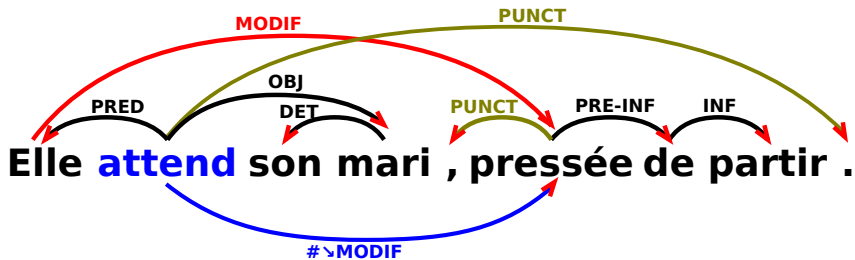 MODIF PUNCT
OBJ
PRED DET PUNCT PRE-INF INF
Elle attend son mari , pressée de partir .
#↘MODIF